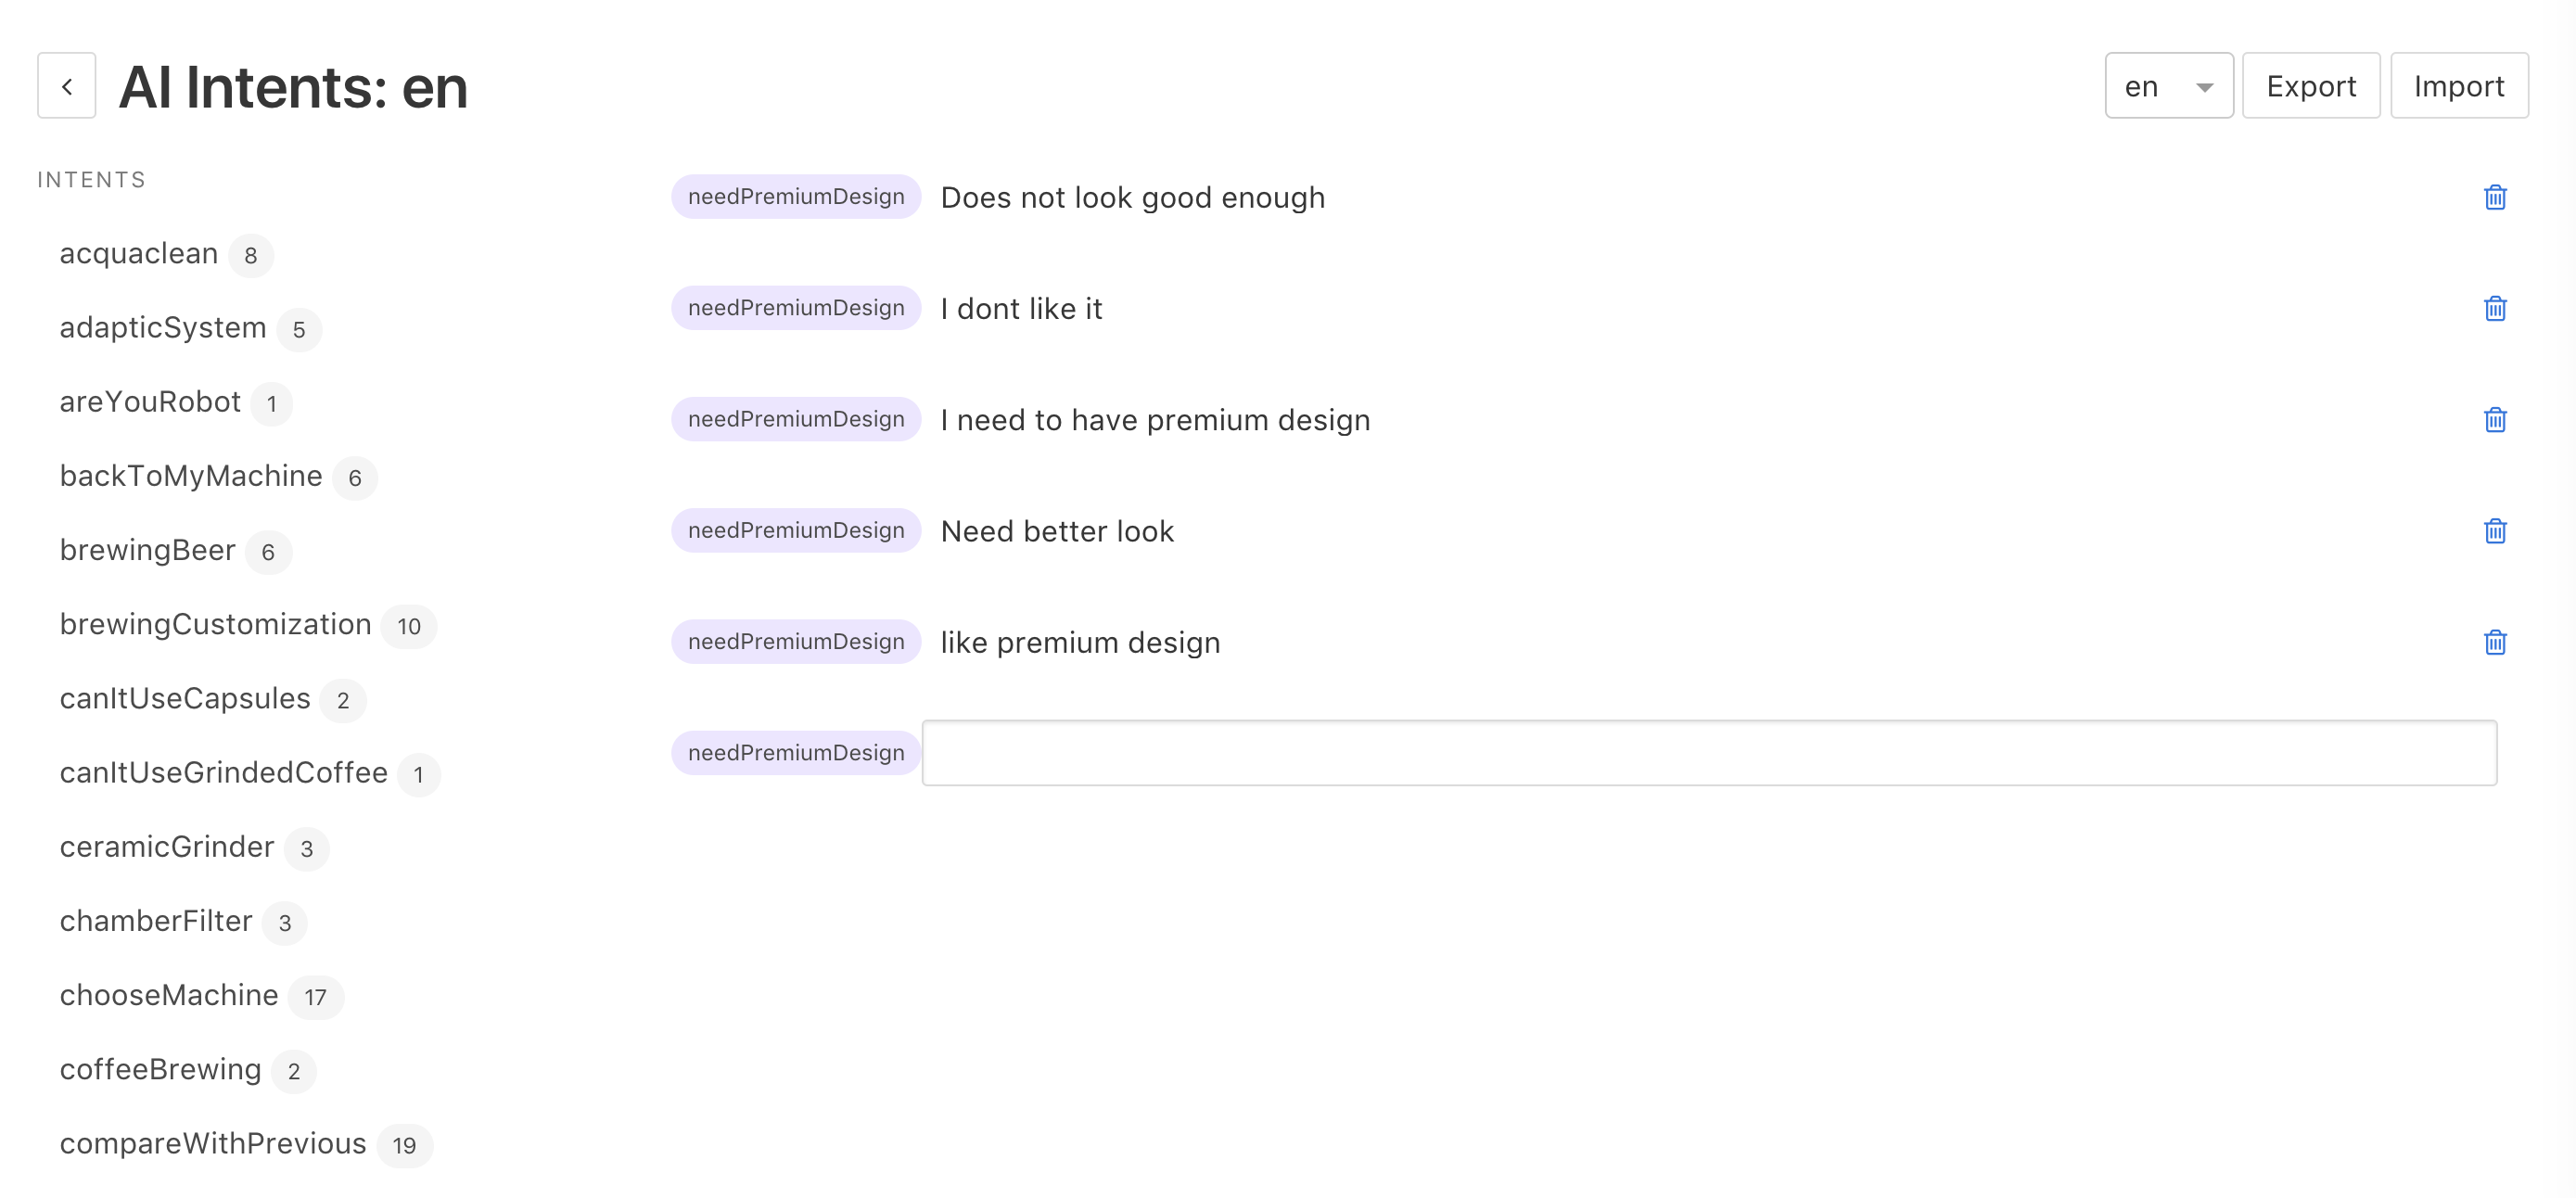 AI Intents: en
en
Export
Import
INTENTS
acquaclean 8
adapticSystem 5
areYouRobot 1
backToMyMachine 6
brewingBeer 6
brewingCustomization 10
canItUseCapsules 2
canItUseGrindedCoffee 1
ceramicGrinder 3
chamberFilter 3
chooseMachine 17
coffeeBrewing 2
compareWithPrevious 19
needPremiumDesign Does not look good enough
needPremiumDesign I dont like it
needPremiumDesign I need to have premium design
needPremiumDesign Need better look
needPremiumDesign like premium design
needPremiumDesign